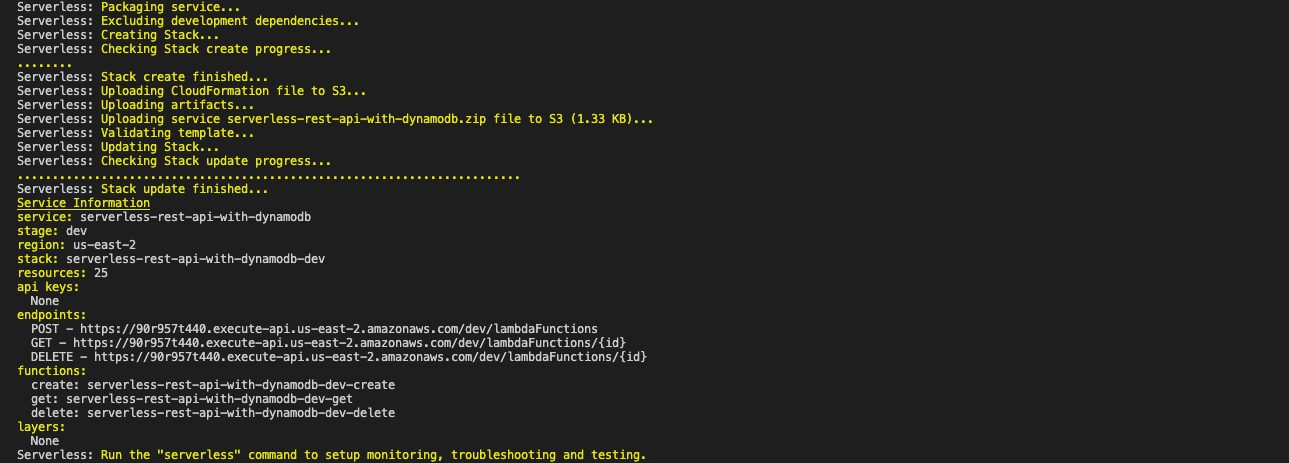 Serverless: Packaging service...
Serverless: Excluding development dependencies...
Serverless: Creating Stack...
Serverless: Checking Stack create progress...
........
Serverless: Stack create finished...
Serverless: Uploading CloudFormation file to S3...
Serverless: Uploading artifacts...
Serverless: Uploading service serverless-rest-api-with-dynamodb.zip file to S3 (1.33 KB)...
Serverless: Validating template...
Serverless: Updating Stack...
Serverless: Checking Stack update progress...
........................................................................
Serverless: Stack update finished...
Service Information
service: serverless-rest-api-with-dynamodb
stage: dev
region: us-east-2
stack: serverless-rest-api-with-dynamodb-dev
resources: 25
api keys:
  None
endpoints:
  POST - https://90r957t440.execute-api.us-east-2.amazonaws.com/dev/lambdaFunctions
  GET - https://90r957t440.execute-api.us-east-2.amazonaws.com/dev/lambdaFunctions/{id}
  DELETE - https://90r957t440.execute-api.us-east-2.amazonaws.com/dev/lambdaFunctions/{id}
functions:
  create: serverless-rest-api-with-dynamodb-dev-create
  get: serverless-rest-api-with-dynamodb-dev-get
  delete: serverless-rest-api-with-dynamodb-dev-delete
layers:
  None
Serverless: Run the "serverless" command to setup monitoring, troubleshooting and testing.